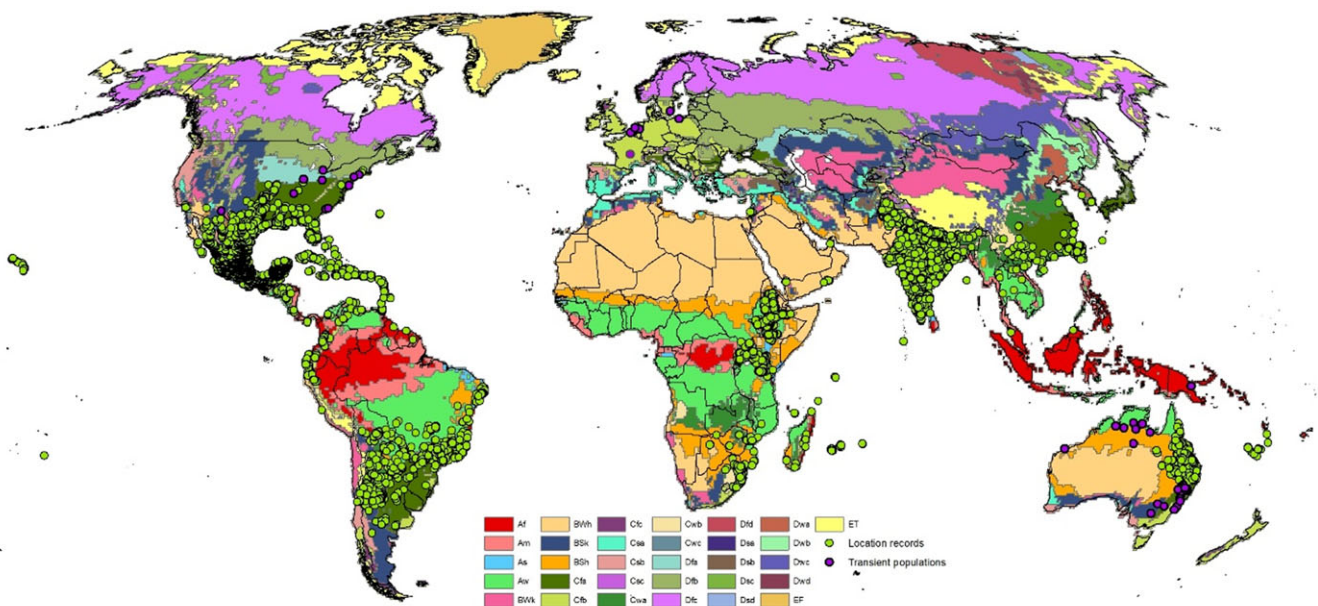 Af BWh Cfc Cwb Dfd Dwa ET
Am BSk Csa Cwc Dsa Dwb Location records
As BSh Csb Dfa Dsb Dwc Transient populations
Aw Cfa Csc Dfb Dsc Dwd
BWk Cfb Cwa Dfc Dsd EF